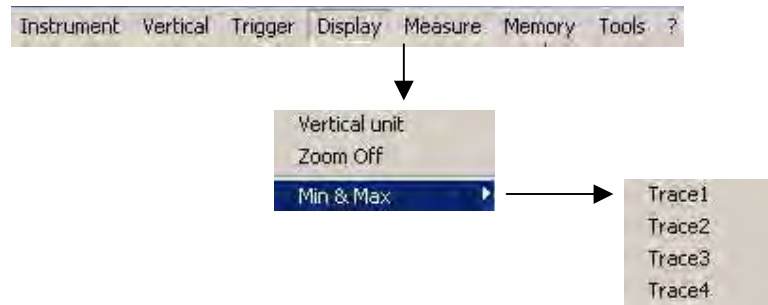 Instrument Vertical Trigger Display Measure Memory Tools ?
Vertical unit
Zoom Off
Min & Max
Trace1
Trace2
Trace3
Trace4